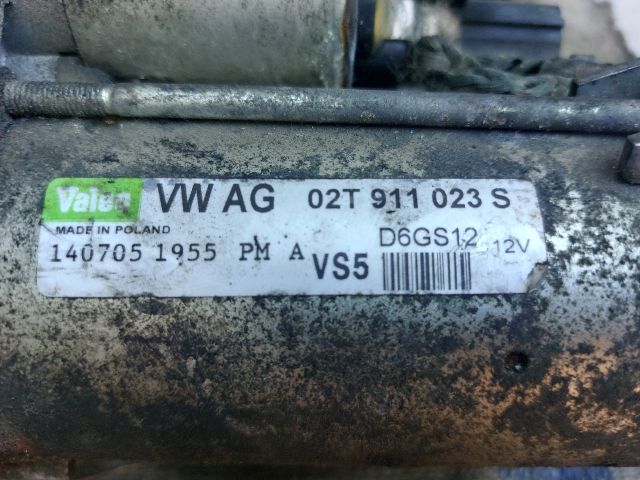 Valeo VW AG 02T 911 023 S
MADE IN POLAND D6GS12 12V
140705 1955 PM A VS5